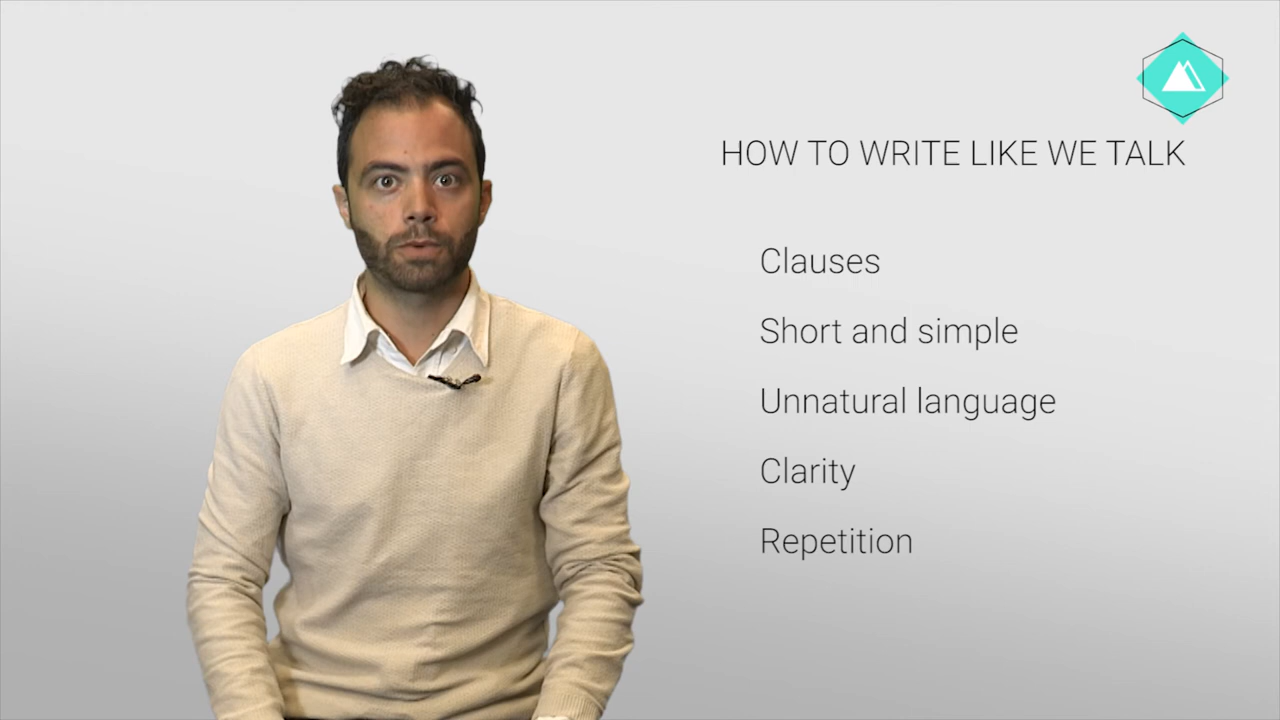 HOW TO WRITE LIKE WE TALK
Clauses
Short and simple
Unnatural language
Clarity
Repetition